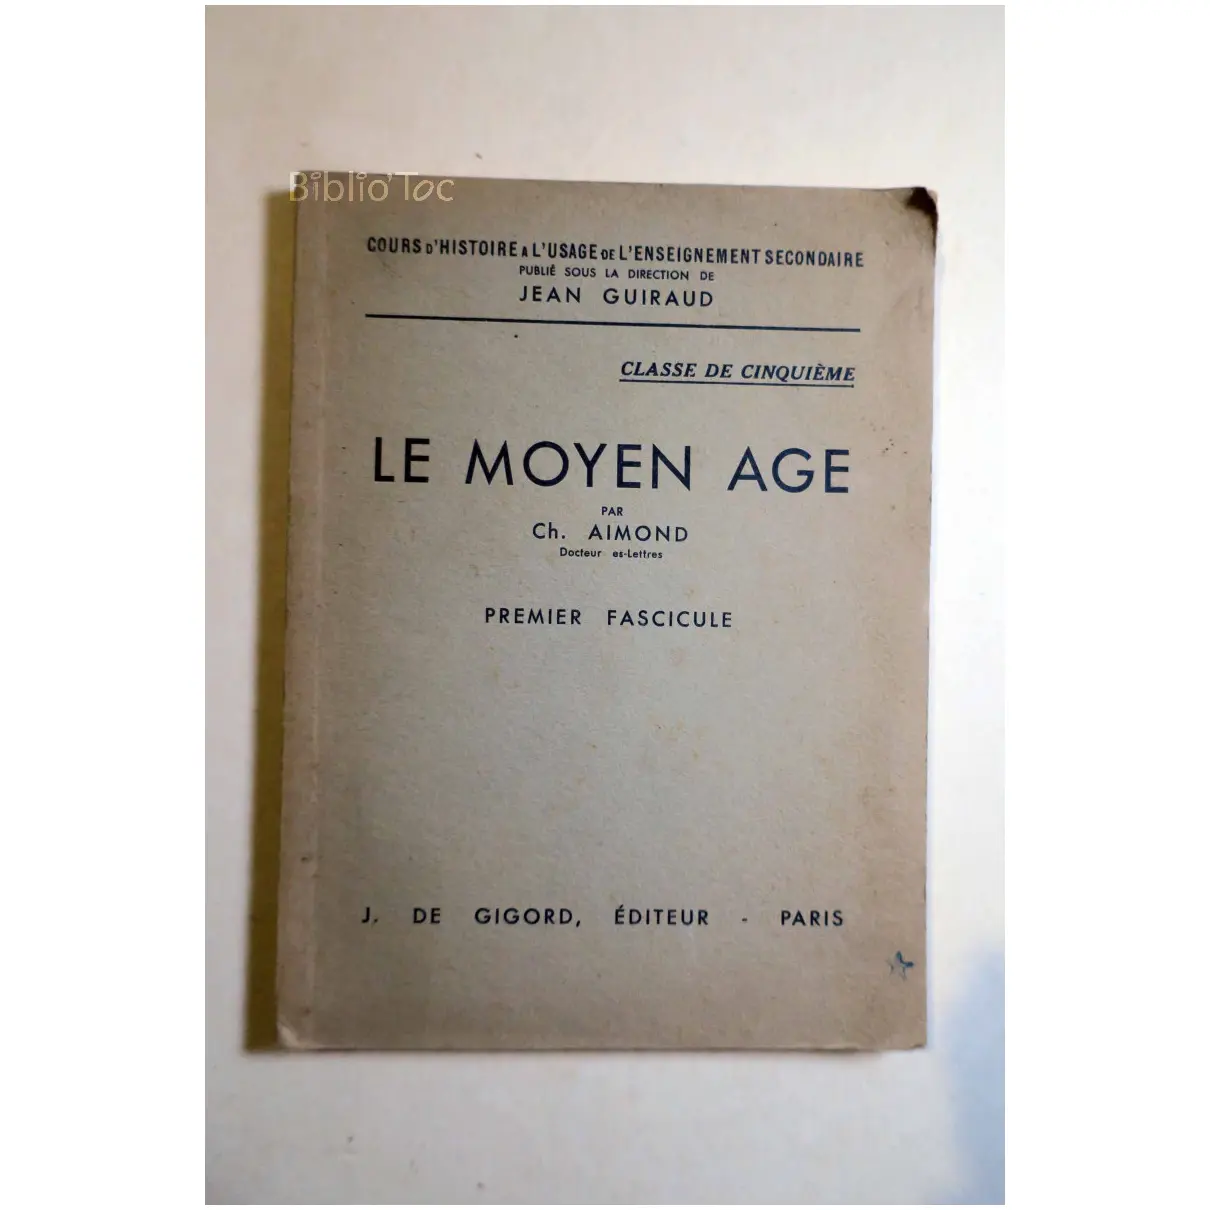 Biblio'Toc
COURS D'HISTOIRE A L'USAGE DE L'ENSEIGNEMENT SECONDAIRE
PUBLIÉ SOUS LA DIRECTION DE
JEAN GUIRAUD
CLASSE DE CINQUIÈME
LE MOYEN AGE
PAR
Ch. AIMOND
Docteur es-Lettres
PREMIER FASCICULE
J. DE GIGORD, ÉDITEUR - PARIS